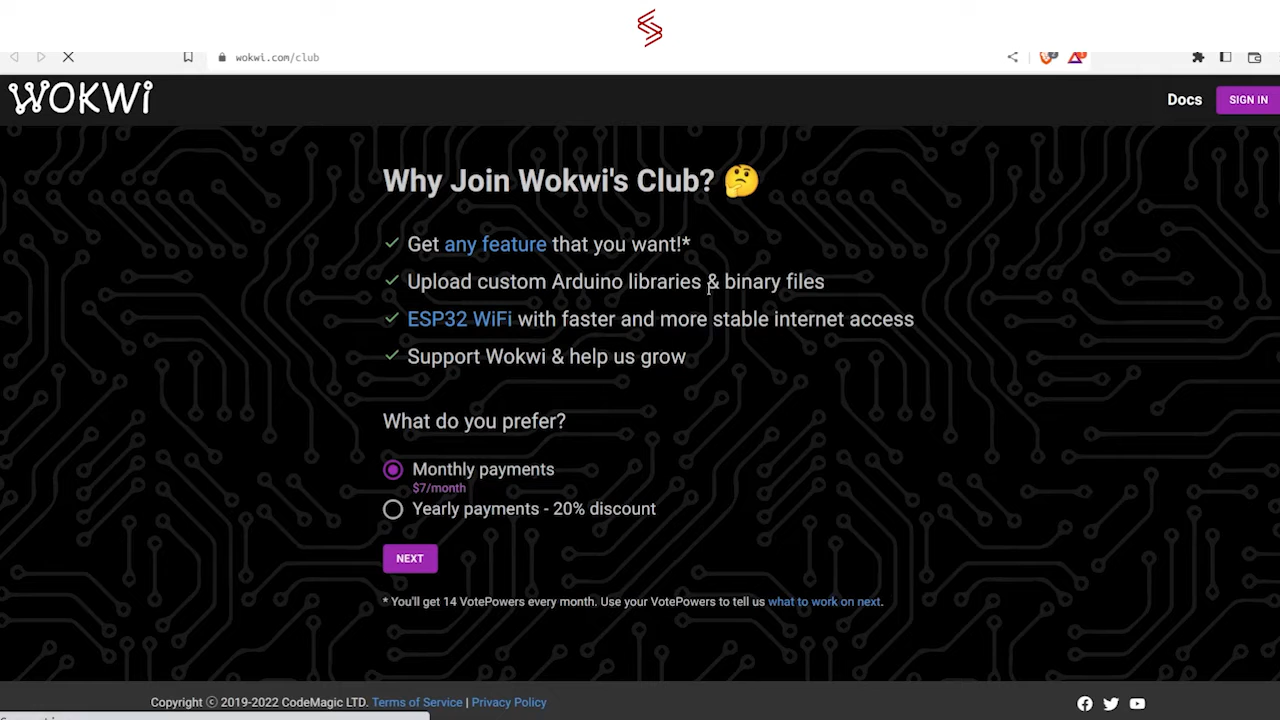 wokwi.com/club
WOKWi
Docs
SIGN IN
Why Join Wokwi's Club? 🤔
Get any feature that you want!*
Upload custom Arduino libraries & binary files
ESP32 WiFi with faster and more stable internet access
Support Wokwi & help us grow
What do you prefer?
Monthly payments
$7/month
Yearly payments - 20% discount
NEXT
* You'll get 14 VotePowers every month. Use your VotePowers to tell us what to work on next.
Copyright © 2019-2022 CodeMagic LTD. Terms of Service | Privacy Policy